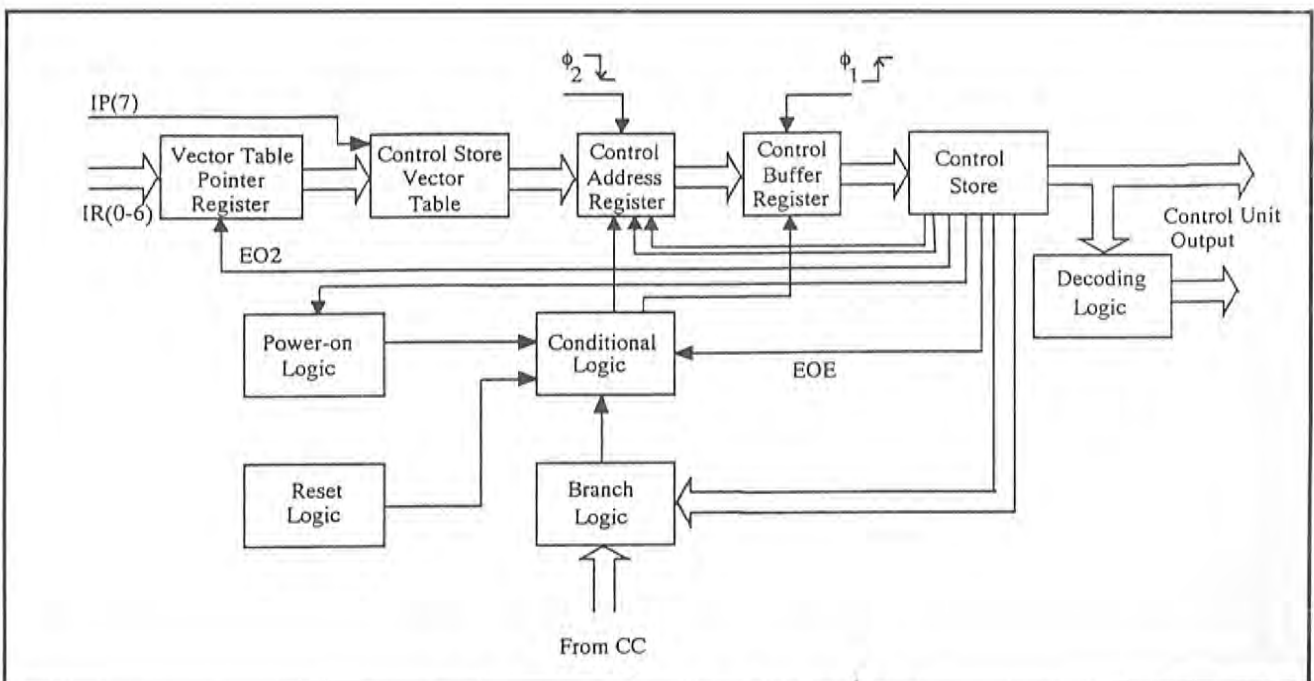 ϕ2
ϕ1
IP(7)
IR(0-6)
Vector Table
Pointer
Register
Control Store
Vector
Table
Control
Address
Register
Control
Buffer
Register
Control
Store
Control Unit
Output
EO2
Decoding
Logic
Power-on
Logic
Conditional
Logic
EOE
Reset
Logic
Branch
Logic
From CC